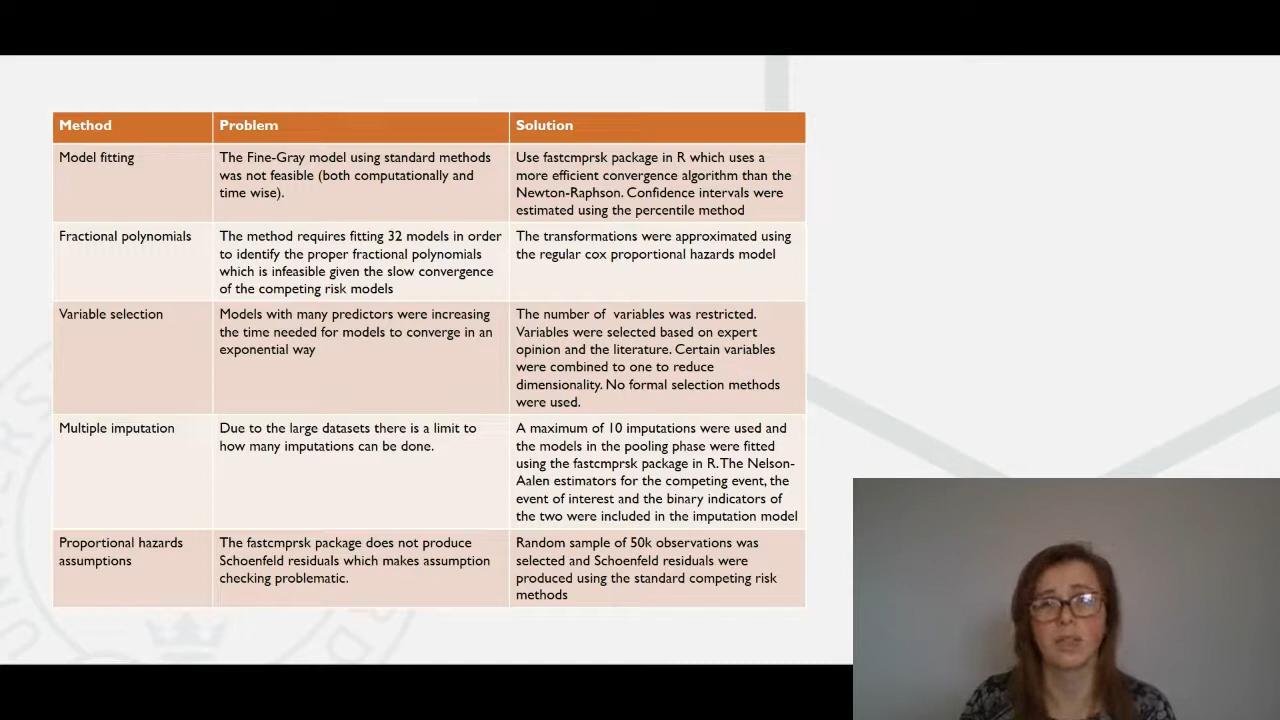 Method
Problem
Solution
Model fitting
The Fine-Gray model using standard methods
was not feasible (both computationally and
time wise).
Use fastcmprsk package in R which uses a
more efficient convergence algorithm than the
Newton-Raphson. Confidence intervals were
estimated using the percentile method
Fractional polynomials
The method requires fitting 32 models in order
to identify the proper fractional polynomials
which is infeasible given the slow convergence
of the competing risk models
The transformations were approximated using
the regular cox proportional hazards model
Variable selection
Models with many predictors were increasing
the time needed for models to converge in an
exponential way
The number of variables was restricted.
Variables were selected based on expert
opinion and the literature. Certain variables
were combined to one to reduce
dimensionality. No formal selection methods
were used.
Multiple imputation
Due to the large datasets there is a limit to
how many imputations can be done.
A maximum of 10 imputations were used and
the models in the pooling phase were fitted
using the fastcmprsk package in R. The Nelson-
Aalen estimators for the competing event, the
event of interest and the binary indicators of
the two were included in the imputation model
Proportional hazards
assumptions
The fastcmprsk package does not produce
Schoenfeld residuals which makes assumption
checking problematic.
Random sample of 50k observations was
selected and Schoenfeld residuals were
produced using the standard competing risk
methods